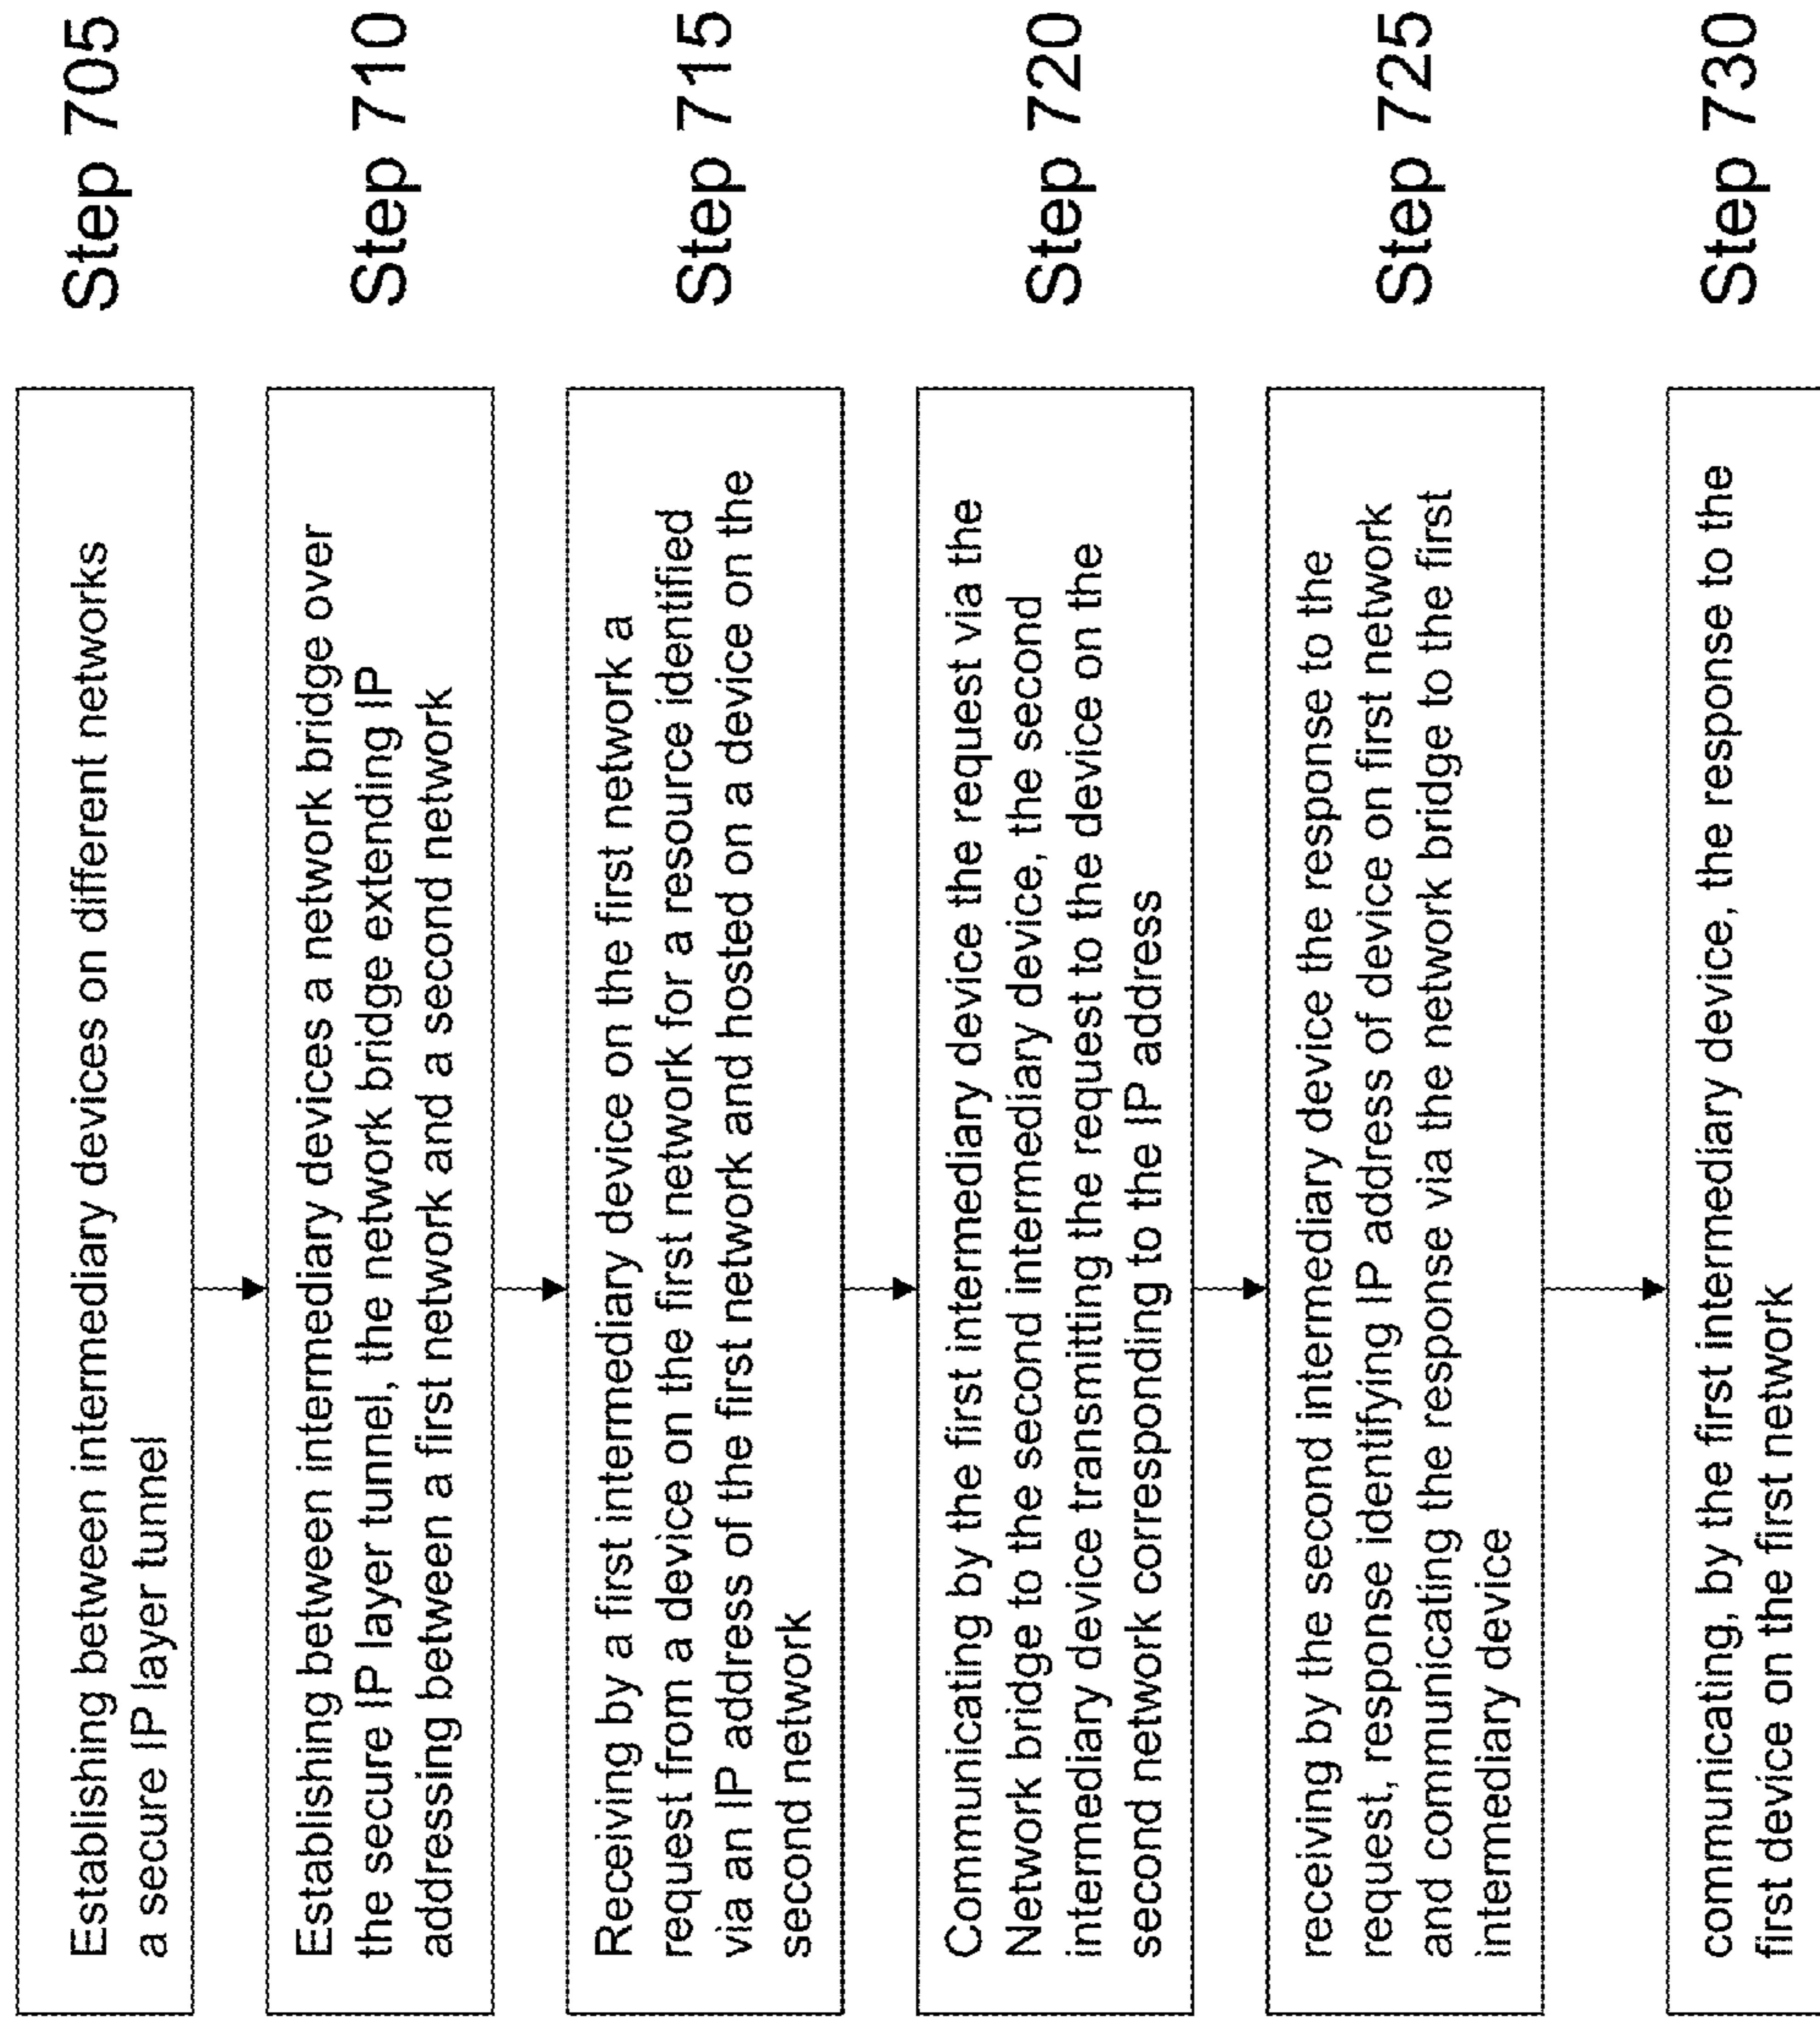 Establishing between intermediary devices on different networks
a secure IP layer tunnel
Step 705
Establishing between intermediary devices a network bridge over
the secure IP layer tunnel, the network bridge extending IP
addressing between a first network and a second network
Step 710
Receiving by a first intermediary device on the first network a
request from a device on the first network for a resource identified
via an IP address of the first network and hosted on a device on the
second network
Step 715
Communicating by the first intermediary device the request via the
Network bridge to the second intermediary device, the second
intermediary device transmitting the request to the device on the
second network corresponding to the IP address
Step 720
receiving by the second intermediary device the response to the
request, response identifying IP address of device on first network
and communicating the response via the network bridge to the first
intermediary device
Step 725
communicating, by the first intermediary device, the response to the
first device on the first network
Step 730